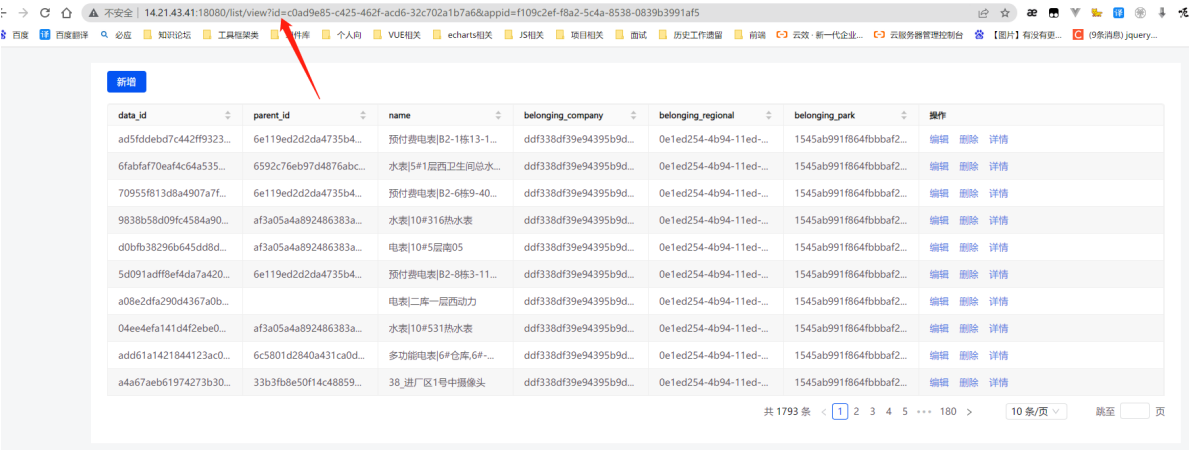 不安全 | 14.21.43.41:18080/list/view?id=c0ad9e85-c425-462f-acd6-32c702a1b7a6&appid=f109c2ef-f8a2-5c4a-8538-0839b3991af5
百度 译 百度翻译 必应 知识论坛 工具框架类 件库 个人向 VUE相关 echarts相关 JS相关 项目相关 面试 历史工作遗留 前端 云效 · 新一代企业... 云服务器管理控制台 【图片】有没有更... C (9条消息) jquery...
新增
data_id parent_id name belonging_company belonging_regional belonging_park 操作
ad5fddebd7c442ff9323... 6e119ed2d2da4735b4... 预付费电表|B2-1栋13-1... ddf338df39e94395b9d... 0e1ed254-4b94-11ed-... 1545ab991f864fbbbaf2... 编辑 删除 详情
6fabfaf70eaf4c64a535... 6592c76eb97d4876abc... 水表|5#1层西卫生间总水... ddf338df39e94395b9d... 0e1ed254-4b94-11ed-... 1545ab991f864fbbbaf2... 编辑 删除 详情
70955f813d8a4907a7f... 6e119ed2d2da4735b4... 预付费电表|B2-6栋9-40... ddf338df39e94395b9d... 0e1ed254-4b94-11ed-... 1545ab991f864fbbbaf2... 编辑 删除 详情
9838b58d09fc4584a90... af3a05a4a892486383a... 水表|10#316热水表 ddf338df39e94395b9d... 0e1ed254-4b94-11ed-... 1545ab991f864fbbbaf2... 编辑 删除 详情
d0bfb38296b645dd8d... af3a05a4a892486383a... 电表|10#5层南05 ddf338df39e94395b9d... 0e1ed254-4b94-11ed-... 1545ab991f864fbbbaf2... 编辑 删除 详情
5d091adff8ef4da7a420... 6e119ed2d2da4735b4... 预付费电表|B2-8栋3-11... ddf338df39e94395b9d... 0e1ed254-4b94-11ed-... 1545ab991f864fbbbaf2... 编辑 删除 详情
a08e2dfa290d4367a0b... 电表|二库一层西动力 ddf338df39e94395b9d... 0e1ed254-4b94-11ed-... 1545ab991f864fbbbaf2... 编辑 删除 详情
04ee4efa141d4f2ebe0... af3a05a4a892486383a... 水表|10#531热水表 ddf338df39e94395b9d... 0e1ed254-4b94-11ed-... 1545ab991f864fbbbaf2... 编辑 删除 详情
add61a1421844123ac0... 6c5801d2840a431ca0d... 多功能电表|6#仓库,6#-... ddf338df39e94395b9d... 0e1ed254-4b94-11ed-... 1545ab991f864fbbbaf2... 编辑 删除 详情
a4a67aeb61974273b30... 33b3fb8e50f14c48859... 38_进厂区1号中摄像头 ddf338df39e94395b9d... 0e1ed254-4b94-11ed-... 1545ab991f864fbbbaf2... 编辑 删除 详情
共 1793 条 < 1 2 3 4 5 ••• 180 > 10 条/页 跳至 页